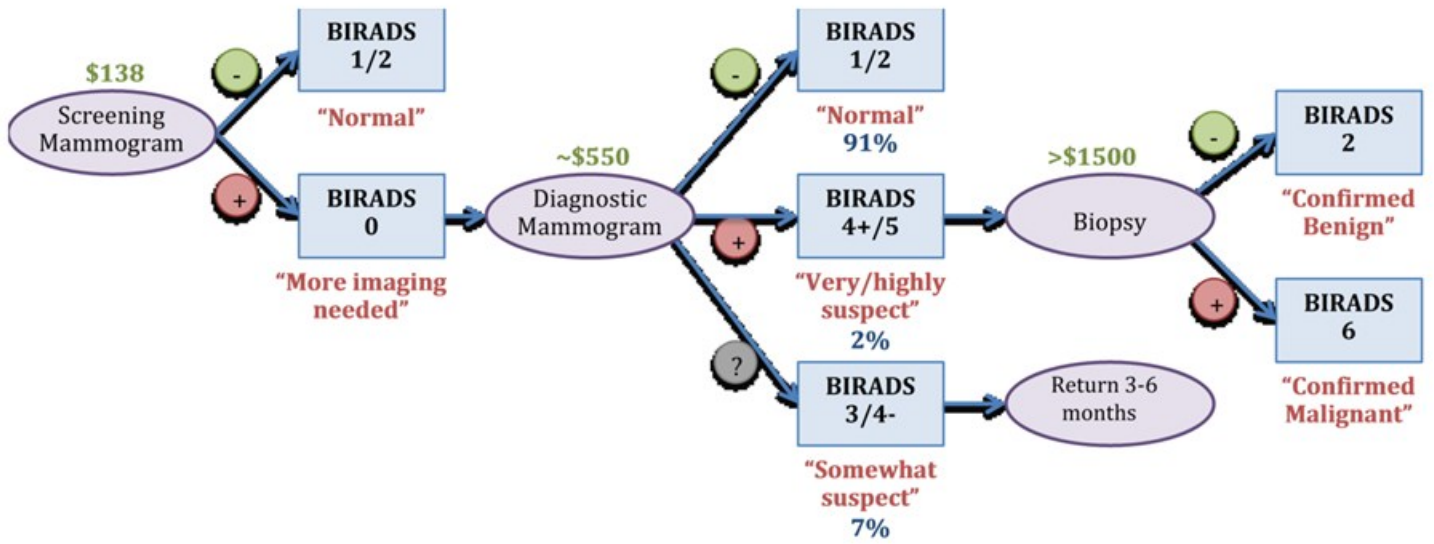 $138
Screening
Mammogram
-
+
BIRADS
1/2
“Normal”
BIRADS
0
“More imaging
needed”
~$550
Diagnostic
Mammogram
-
+
?
BIRADS
1/2
“Normal”
91%
BIRADS
4+/5
“Very/highly
suspect”
2%
BIRADS
3/4-
“Somewhat
suspect”
7%
>$1500
Biopsy
Return 3-6
months
-
+
BIRADS
2
“Confirmed
Benign”
BIRADS
6
“Confirmed
Malignant”